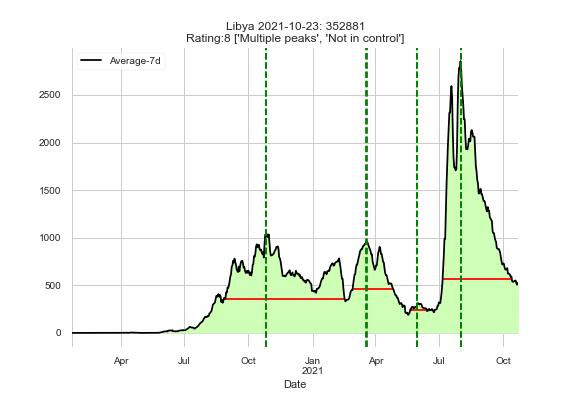 Libya 2021-10-23: 352881
Rating:8 ['Multiple peaks', 'Not in control']
Average-7d
2500
2000
1500
1000
500
0
Apr Jul Oct Jan Apr Jul Oct
2021
Date